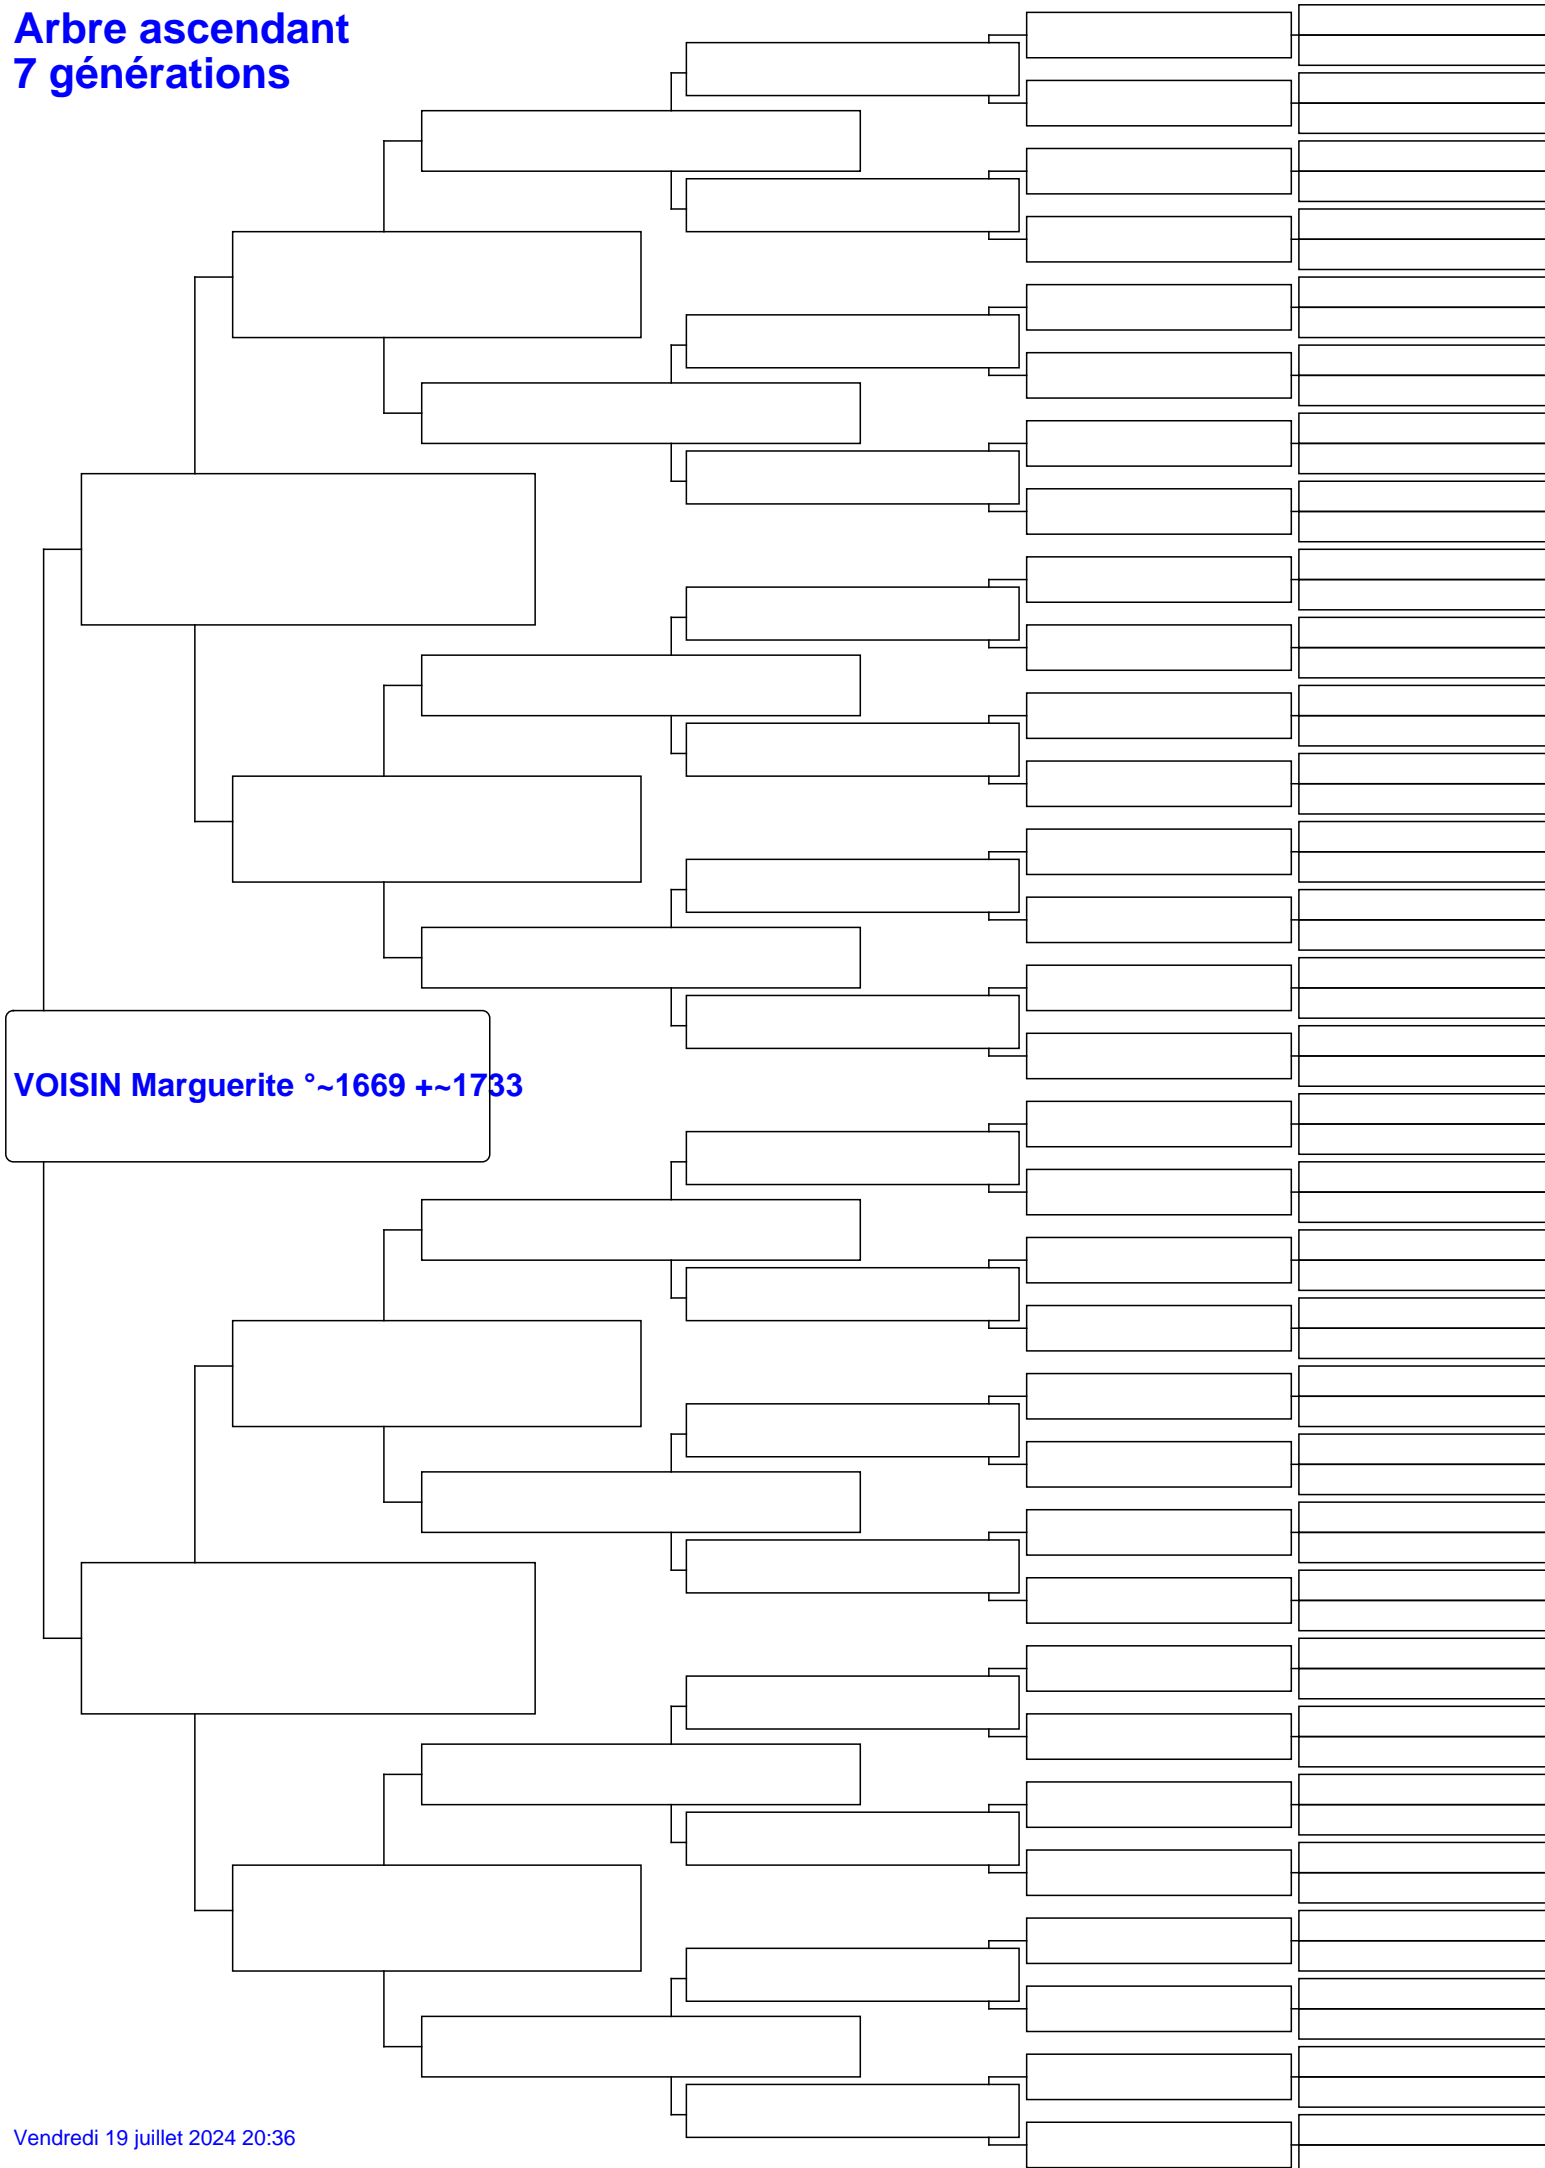 Arbre ascendant
7 générations
VOISIN Marguerite °~1669 +~1733
Vendredi 19 juillet 2024 20:36